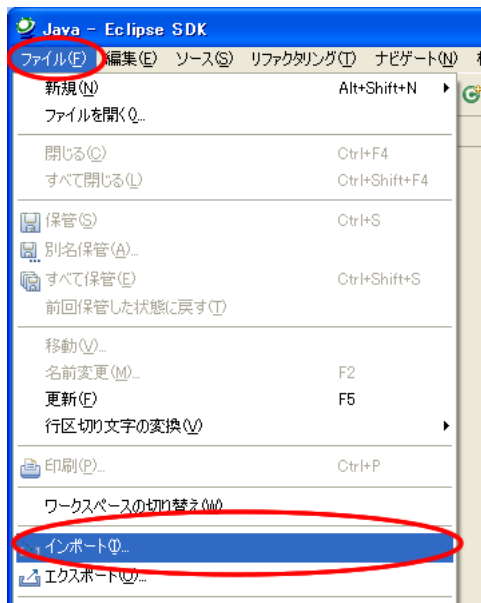 Java - Eclipse SDK
ファイル(F) 編集(E) ソース(S) リファクタリング(T) ナビゲート(N)
新規(N) Alt+Shift+N
ファイルを開く(.)...
閉じる(C) Ctrl+F4
すべて閉じる(L) Ctrl+Shift+F4
保管(S) Ctrl+S
別名保管(A)...
すべて保管(E) Ctrl+Shift+S
前回保管した状態に戻す(T)
移動(V)...
名前変更(M)... F2
更新(F) F5
行区切り文字の変換(V)
印刷(P)... Ctrl+P
ワークスペースの切り替え(W)
インポート(I)...
エクスポート(O)...